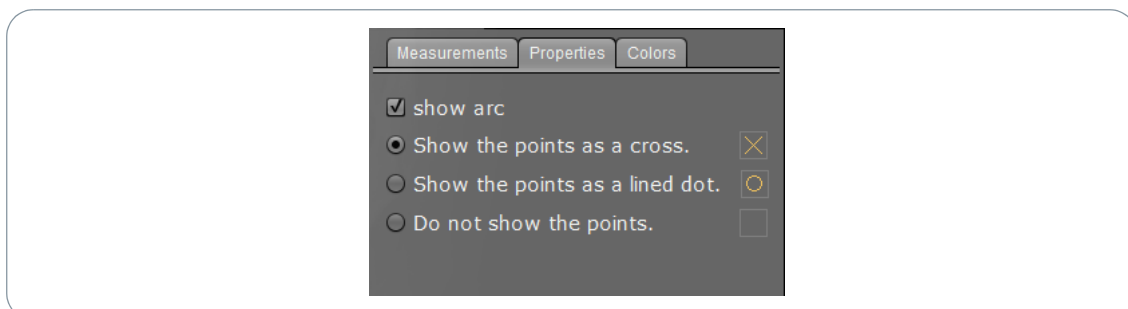 Measurements Properties Colors
show arc
Show the points as a cross.
Show the points as a lined dot.
Do not show the points.